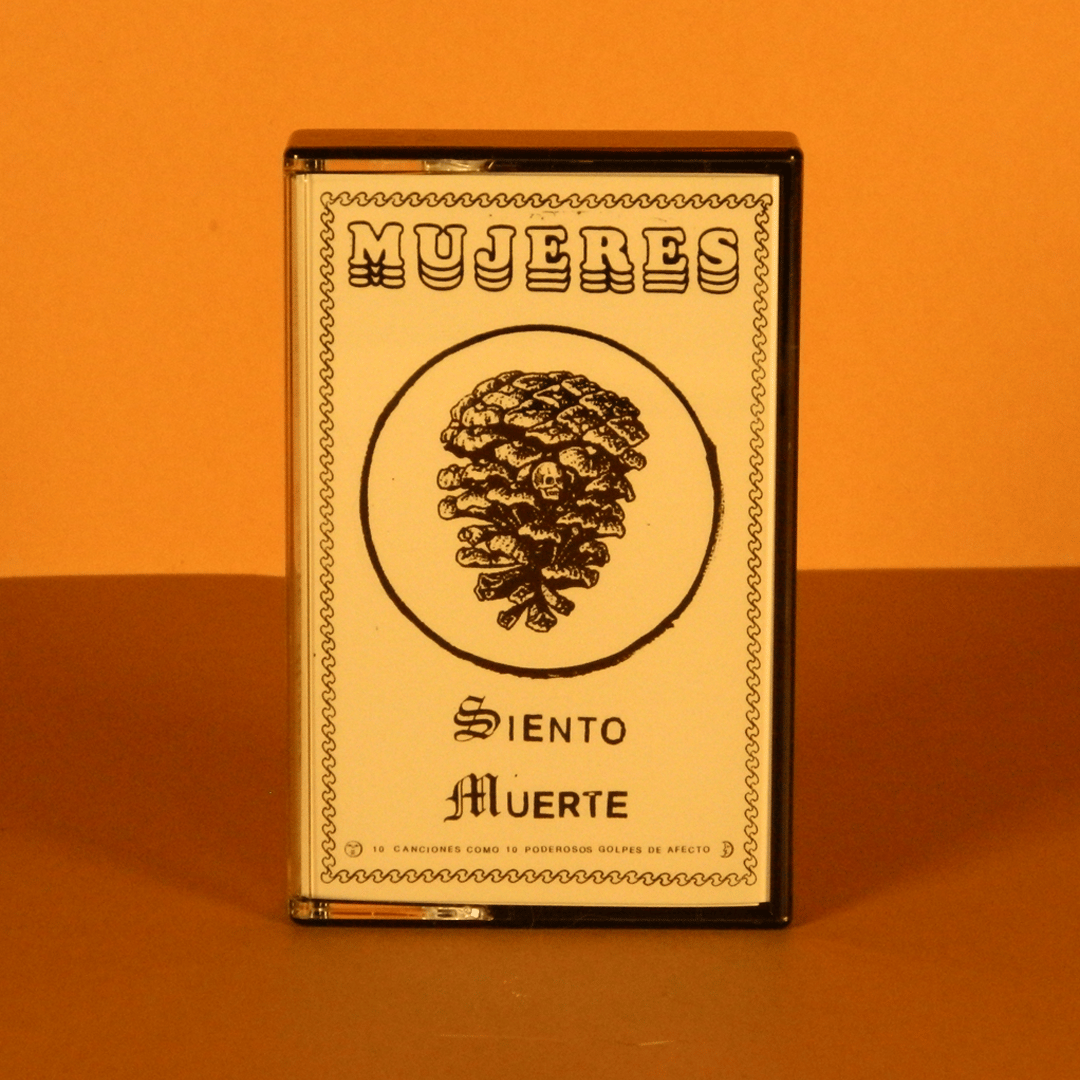 MUJERES
SIENTO
MUERTE
10 CANCIONES COMO 10 PODEROSOS GOLPES DE AFECTO